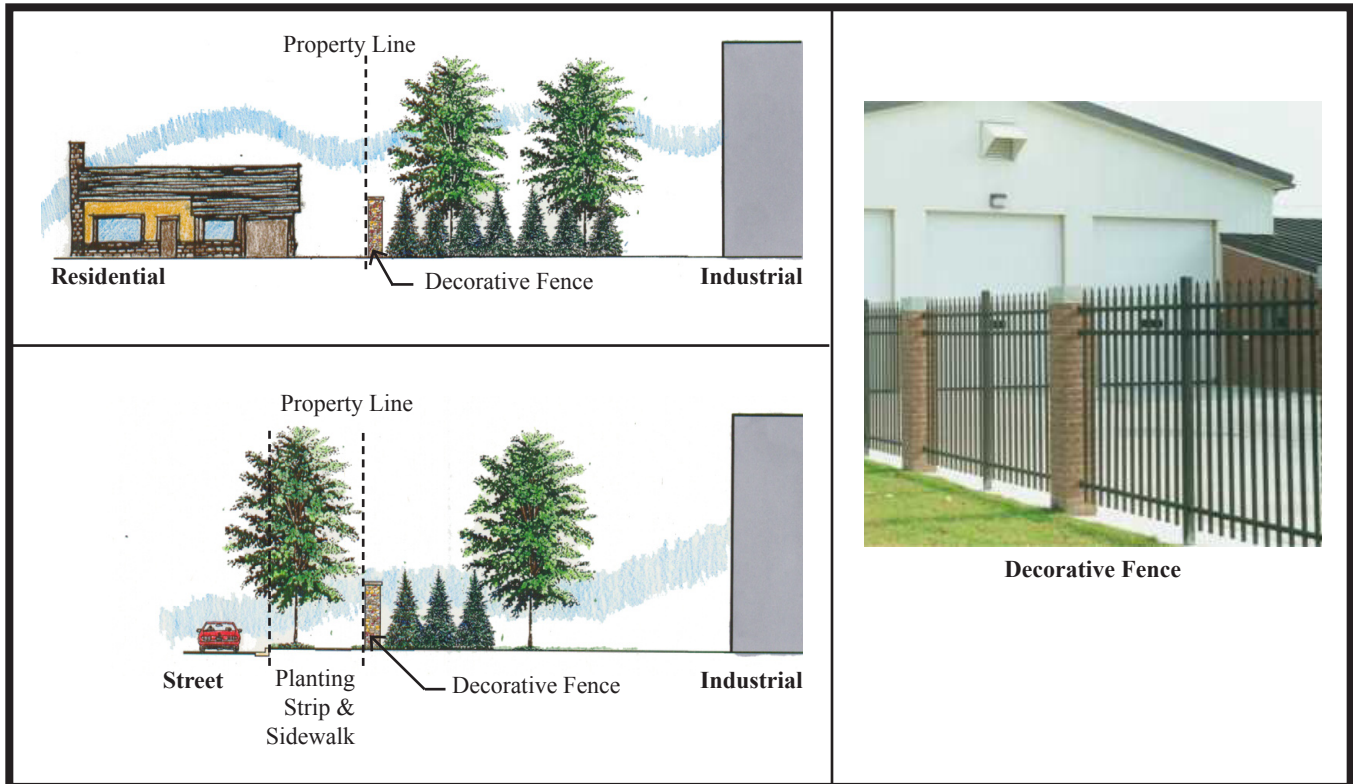 Property Line
Decorative Fence
Residential
Industrial
Property Line
Decorative Fence
Street
Planting
Strip &
Sidewalk
Industrial
Decorative Fence